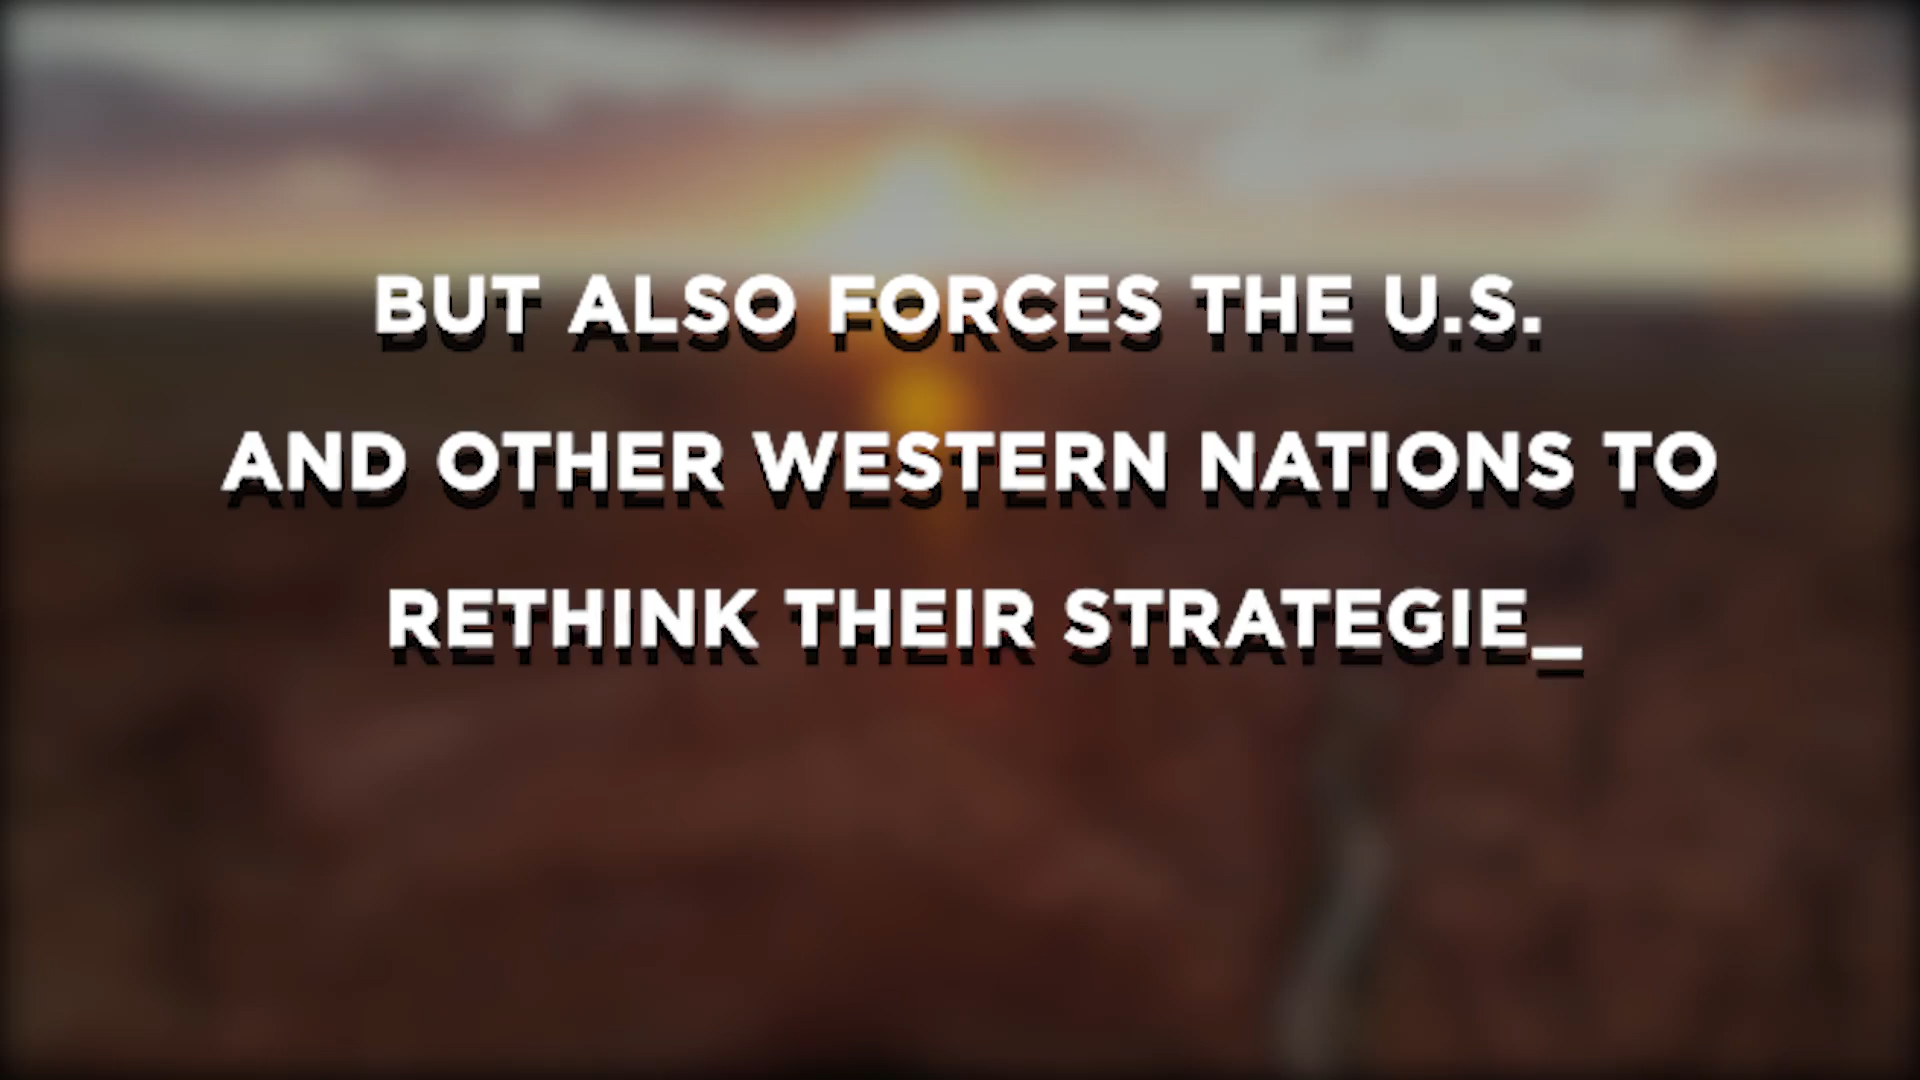 BUT ALSO FORCES THE U.S.
AND OTHER WESTERN NATIONS TO
RETHINK THEIR STRATEGIE_